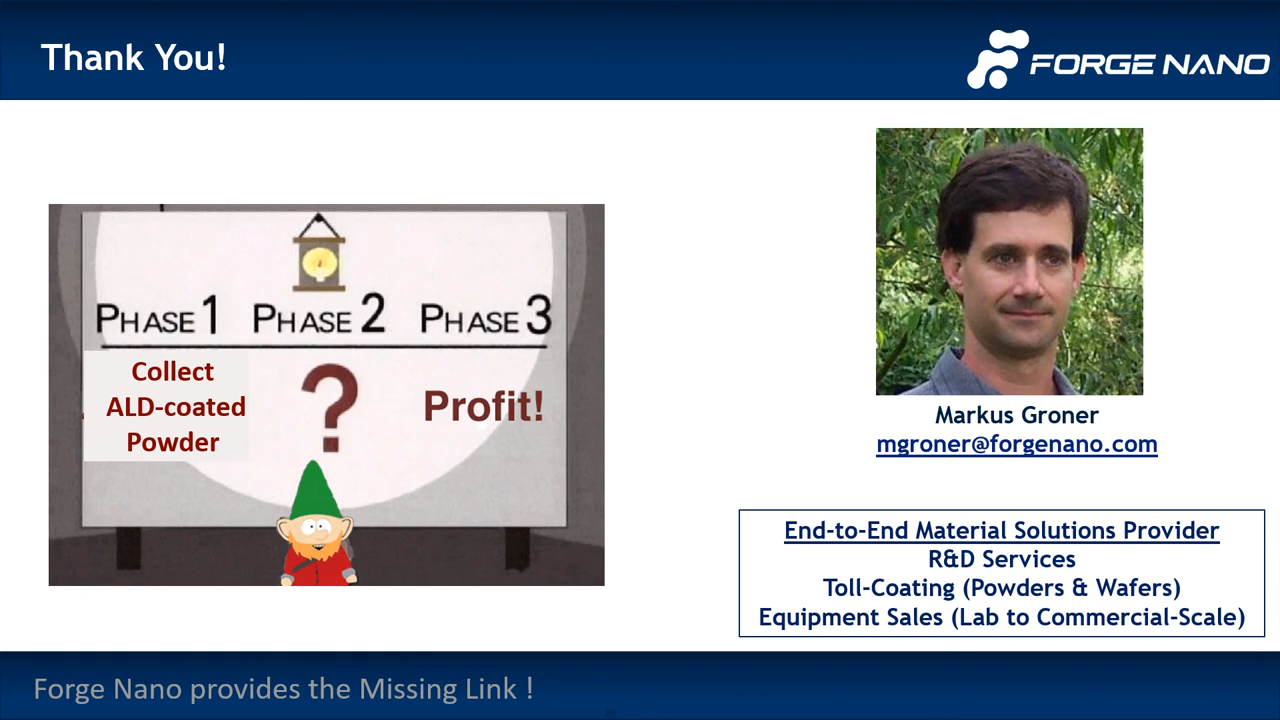 Thank You!
FORGE NANO
PHASE 1 PHASE 2 PHASE 3
Collect
ALD-coated
Powder
?
Profit!
Markus Groner
mgroner@forgenano.com
End-to-End Material Solutions Provider
R&D Services
Toll-Coating (Powders & Wafers)
Equipment Sales (Lab to Commercial-Scale)
Forge Nano provides the Missing Link !